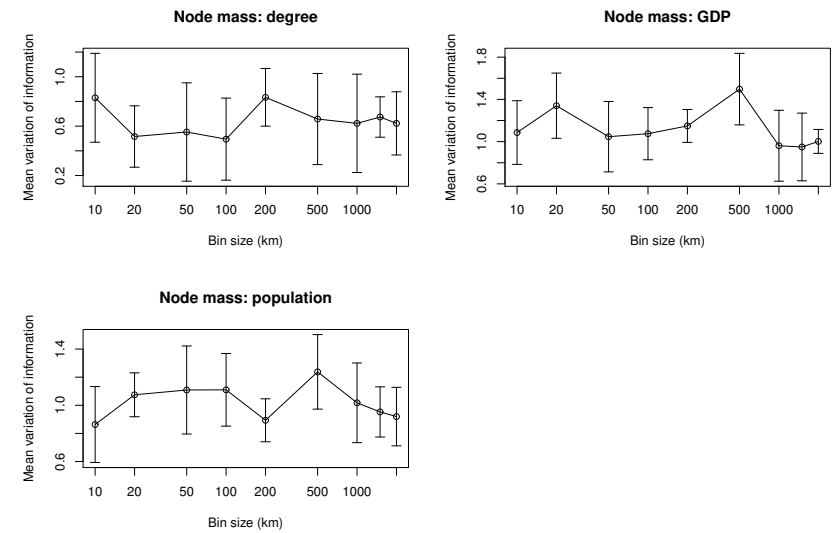 Node mass: degree
Mean variation of information
0.2 0.6 1.0
10 20 50 100 200 500 1000
Bin size (km)
Node mass: GDP
Mean variation of information
0.6 1.0 1.4 1.8
10 20 50 100 200 500 1000
Bin size (km)
Node mass: population
Mean variation of information
0.6 1.0 1.4
10 20 50 100 200 500 1000
Bin size (km)